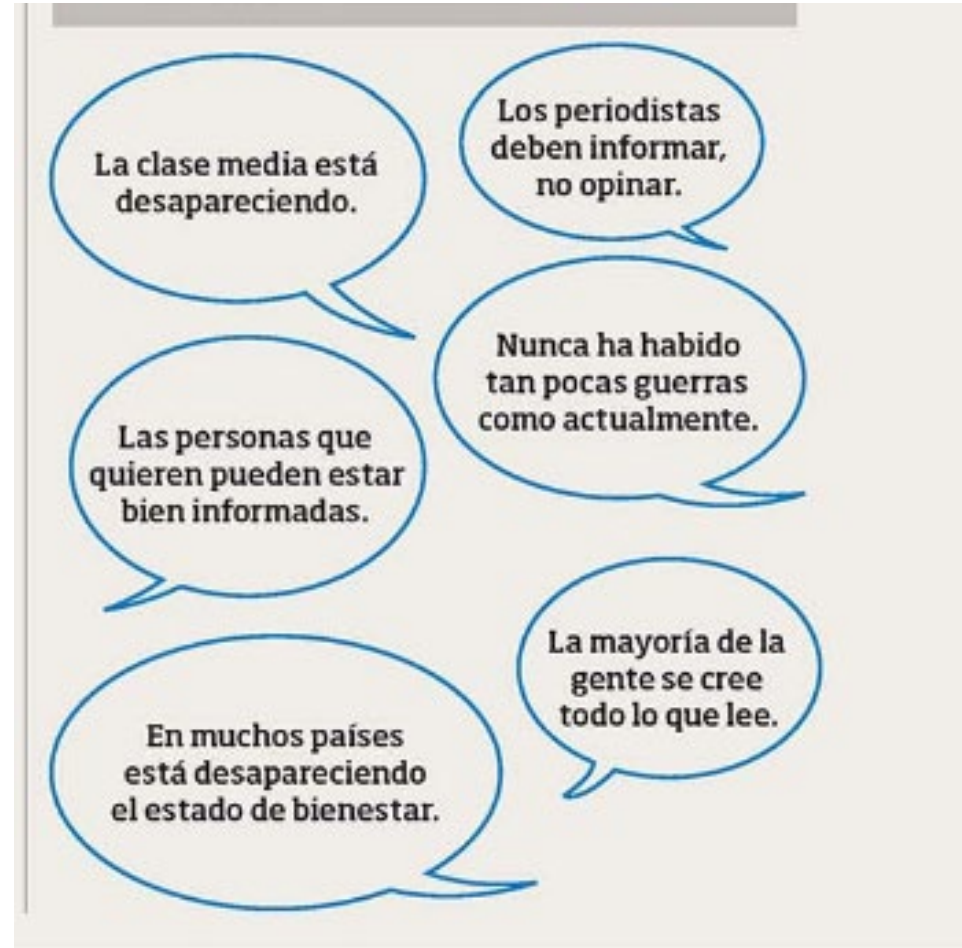 La clase media está
desapareciendo.
Los periodistas
deben informar,
no opinar.
Nunca ha habido
tan pocas guerras
como actualmente.
Las personas que
quieren pueden estar
bien informadas.
La mayoría de la
gente se cree
todo lo que lee.
En muchos países
está desapareciendo
el estado de bienestar.